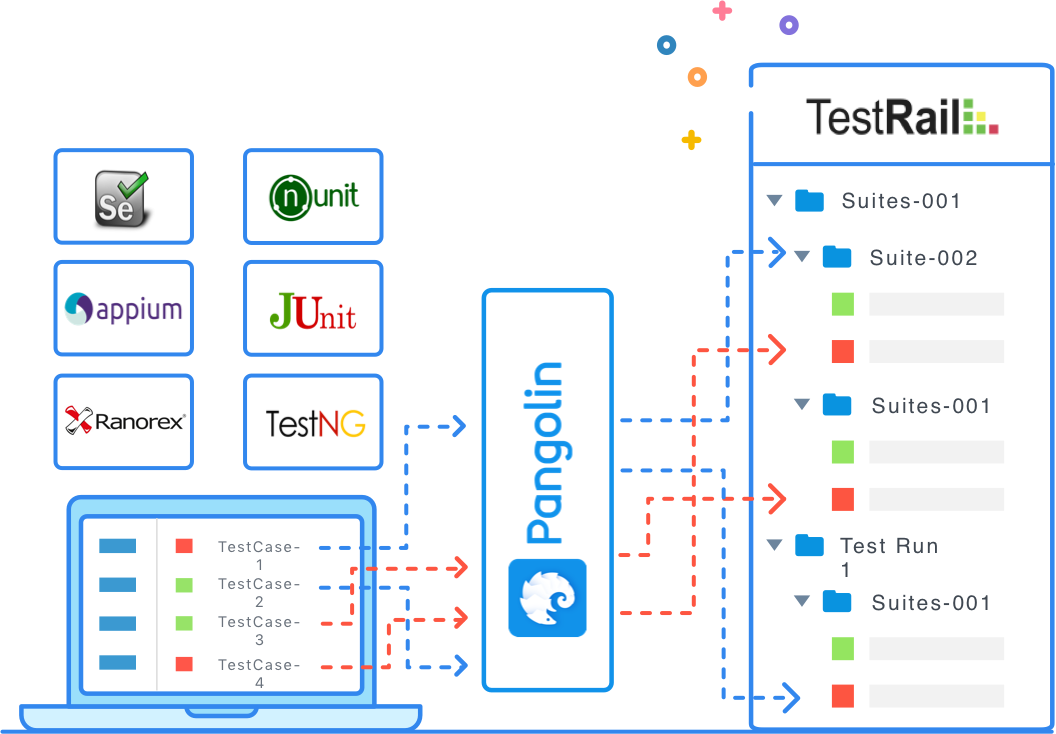 Se
nunit
appium
JUnit
Ranorex®
TestNG
TestCase-
1
TestCase-
2
TestCase-
3
TestCase-
4
Pangolin
TestRail
Suites-001
Suite-002
Suites-001
Test Run
1
Suites-001